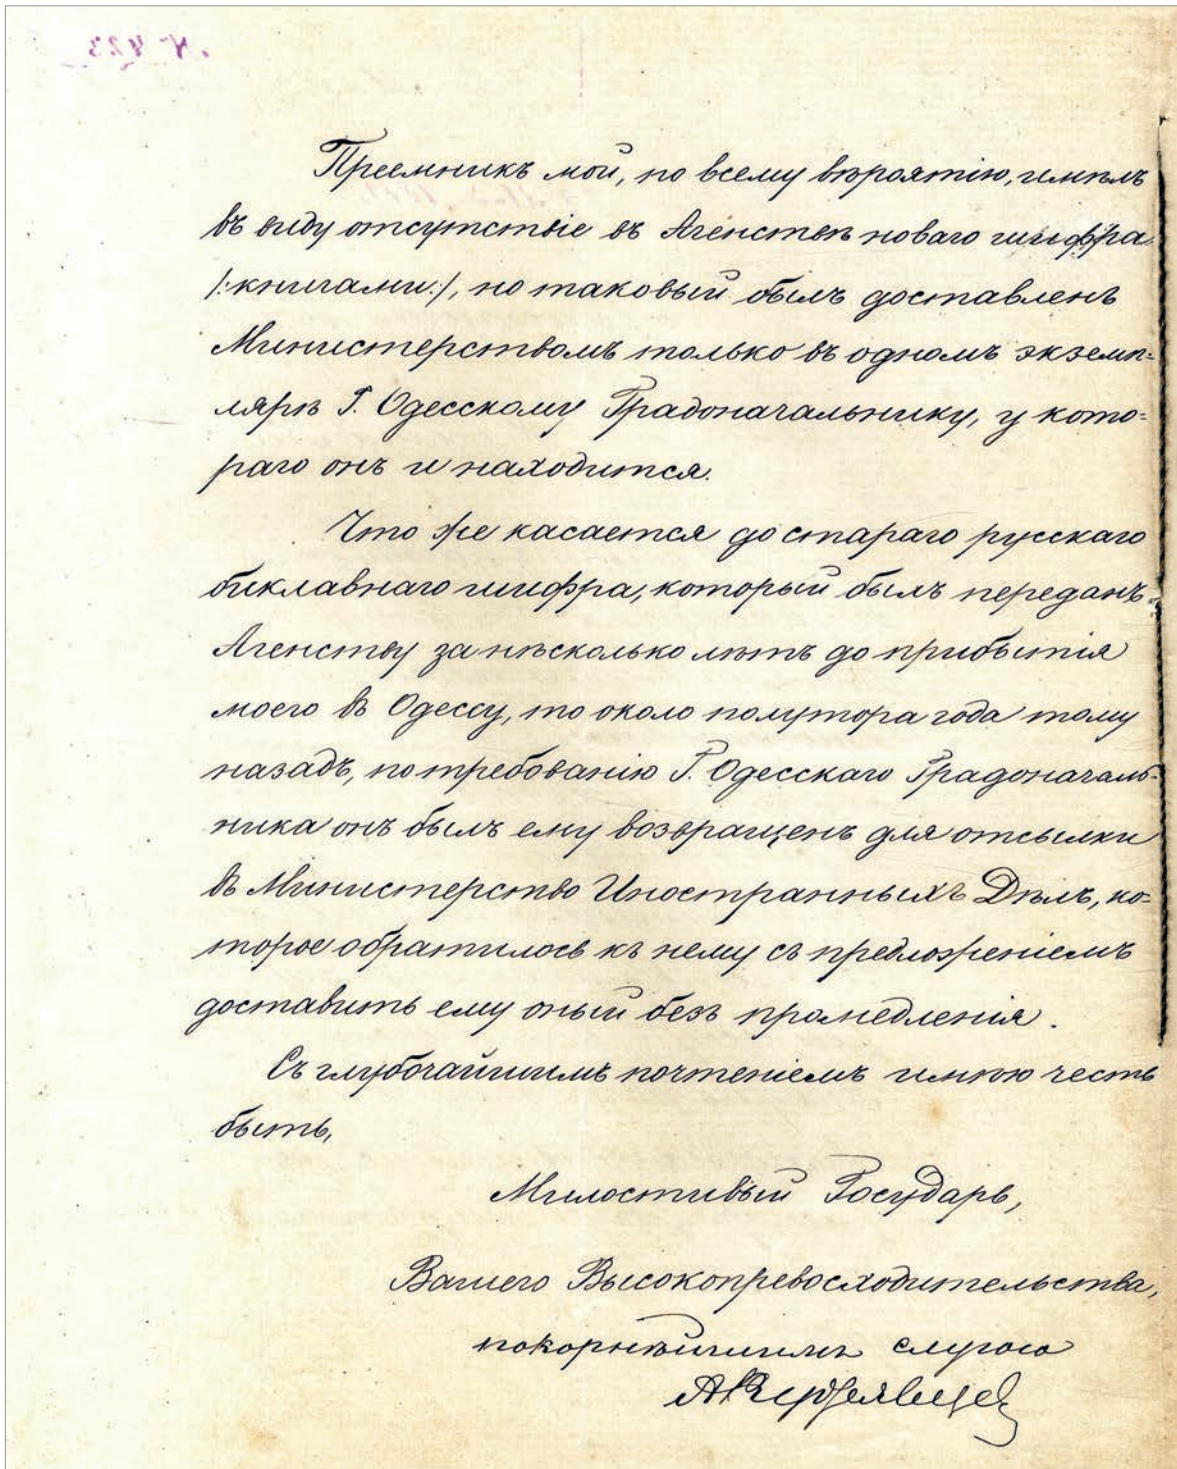 № 423
Преемникъ мой, по всему вѣроятію, имѣлъ
въ виду отсутствіе въ Агенствѣ новаго шифра
/:книгами:/, но таковый былъ доставленъ
Министерствомъ только въ одномъ экземп=
лярѣ Г. Одесскому Градоначальнику, у кото=
раго онъ и находится.
Что же касается до стараго русскаго
биклавнаго шифра, который былъ переданъ
Агенству за нѣсколько лѣтъ до прибытія
моего въ Одессу, то около полутора года тому
назадъ, по требованію Г. Одесскаго Градоначаль=
ника онъ былъ ему возвращенъ для отсылки
въ Министерство Иностранныхъ Дѣлъ, ко=
торое обратилось къ нему съ предложеніемъ
доставить ему оный безъ промедленія.
Съ глубочайшимъ почтеніемъ имѣю честь
быть,
Милостивый Государь,
Вашего Высокопревосходительства,
покорнѣйшимъ слугою